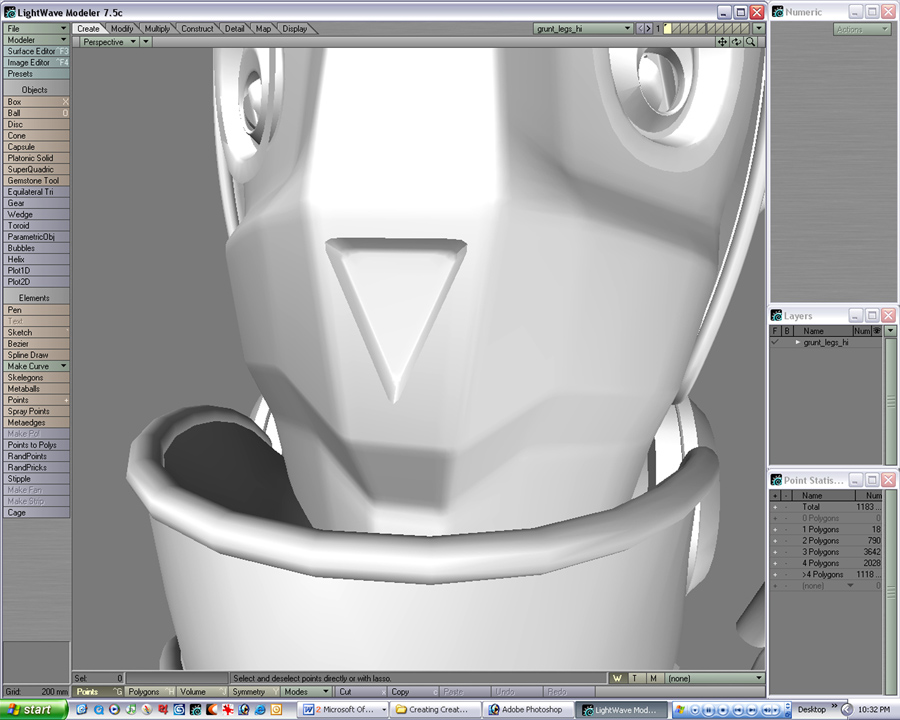 LightWave Modeler 7.5c
File
Create Modify Multiply Construct Detail Map Display
grunt_legs_hi 1
Modeler
Perspective
Surface Editor F3
Image Editor ^F4
Presets
Objects
Box X
Ball O
Disc
Cone
Capsule
Platonic Solid
SuperQuadric
Gemstone Tool
Equilateral Tri
Gear
Wedge
Toroid
ParametricObj
Bubbles
Helix
Plot1D
Plot2D
Elements
Pen
Text
Sketch
Bezier
Spline Draw
Make Curve
Skelegons
Metaballs
Points +
Spray Points
Metaedges
Make Pol
Points to Polys
RandPoints
RandPricks
Stipple
Make Fan
Make Strip
Cage
Numeric
Actions
Layers
F B Name Num
grunt_legs_hi
Point Statis...
+ - Name Num
+ - Total 1183...
+ - 0 Polygons 0
+ - 1 Polygons 18
+ - 2 Polygons 790
+ - 3 Polygons 3642
+ - 4 Polygons 2028
+ - >4 Polygons 1118...
+ - (none) 0
Sel: 0 Select and deselect points directly or with lasso. W T M (none)
Grid: 200 mm Points ^G Polygons ^H Volume ^J Symmetry Y Modes Cut x Copy c Paste v Undo Redo
start 2 Microsoft Of... Creating Creat... Adobe Photoshop LightWave Mod... Desktop » 10:32 PM